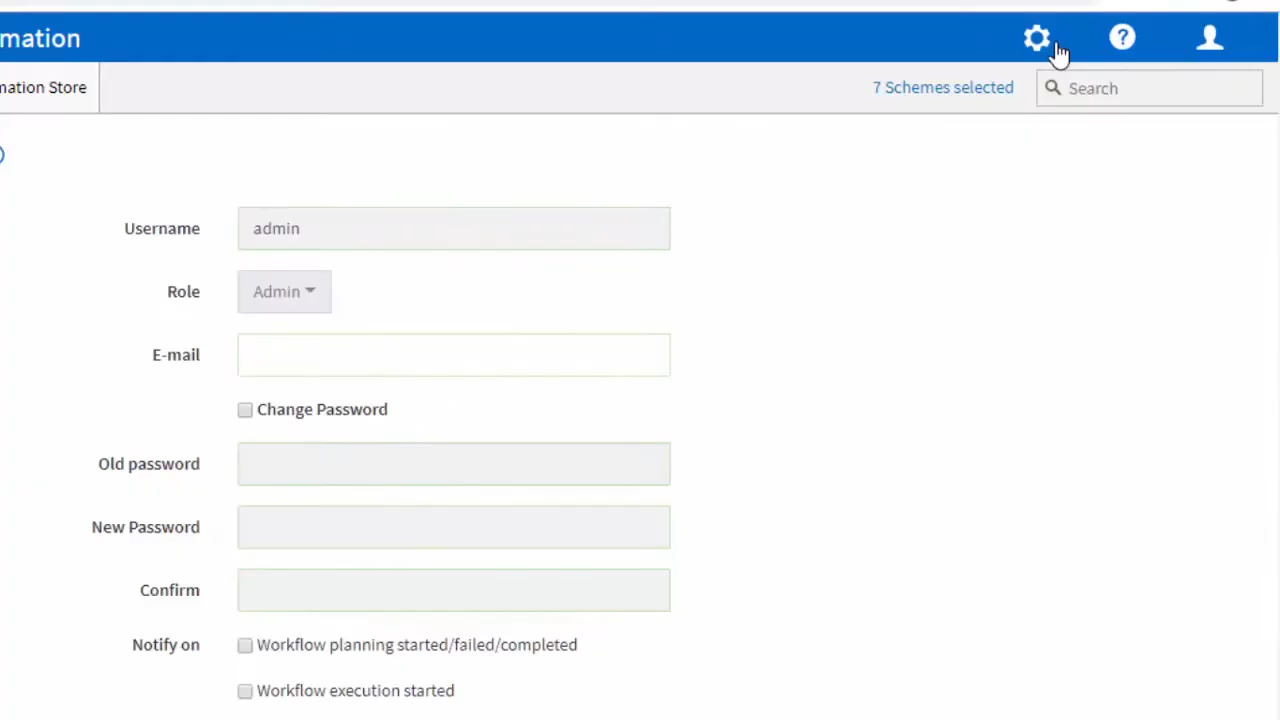 mation
mation Store
7 Schemes selected
Search
Username
admin
Role
Admin
E-mail
Change Password
Old password
New Password
Confirm
Notify on
Workflow planning started/failed/completed
Workflow execution started